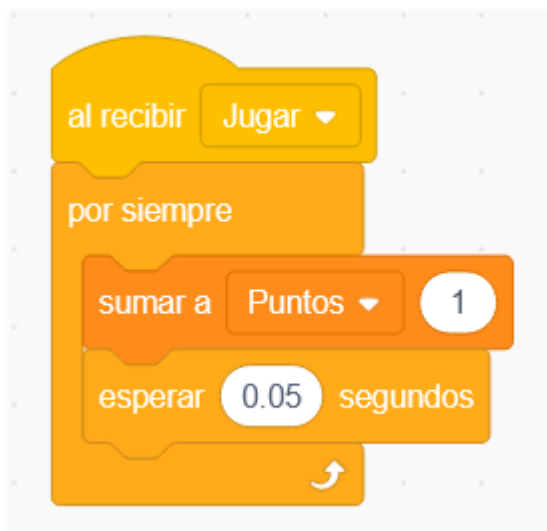 al recibir Jugar
por siempre
sumar a Puntos 1
esperar 0.05 segundos